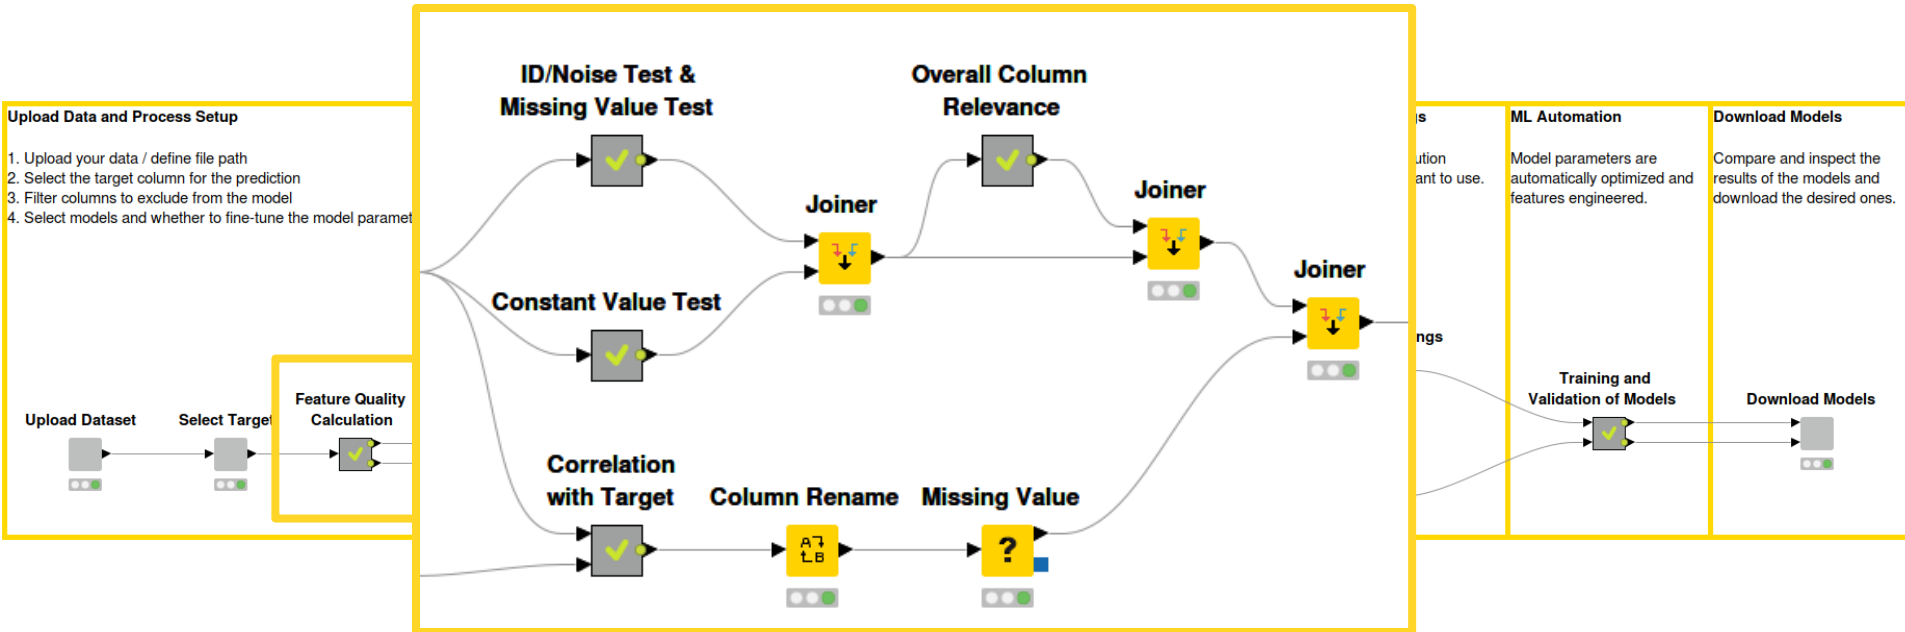 Upload Data and Process Setup
1. Upload your data / define file path
2. Select the target column for the prediction
3. Filter columns to exclude from the model
4. Select models and whether to fine-tune the model paramet
Upload Dataset
Select Target
Feature Quality
Calculation
ID/Noise Test &
Missing Value Test
Overall Column
Relevance
Joiner
Joiner
Joiner
Constant Value Test
Correlation
with Target
Column Rename
Missing Value
A
B
?
ant to use.
ML Automation
Model parameters are
automatically optimized and
features engineered.
Training and
Validation of Models
Download Models
Compare and inspect the
results of the models and
download the desired ones.
Download Models